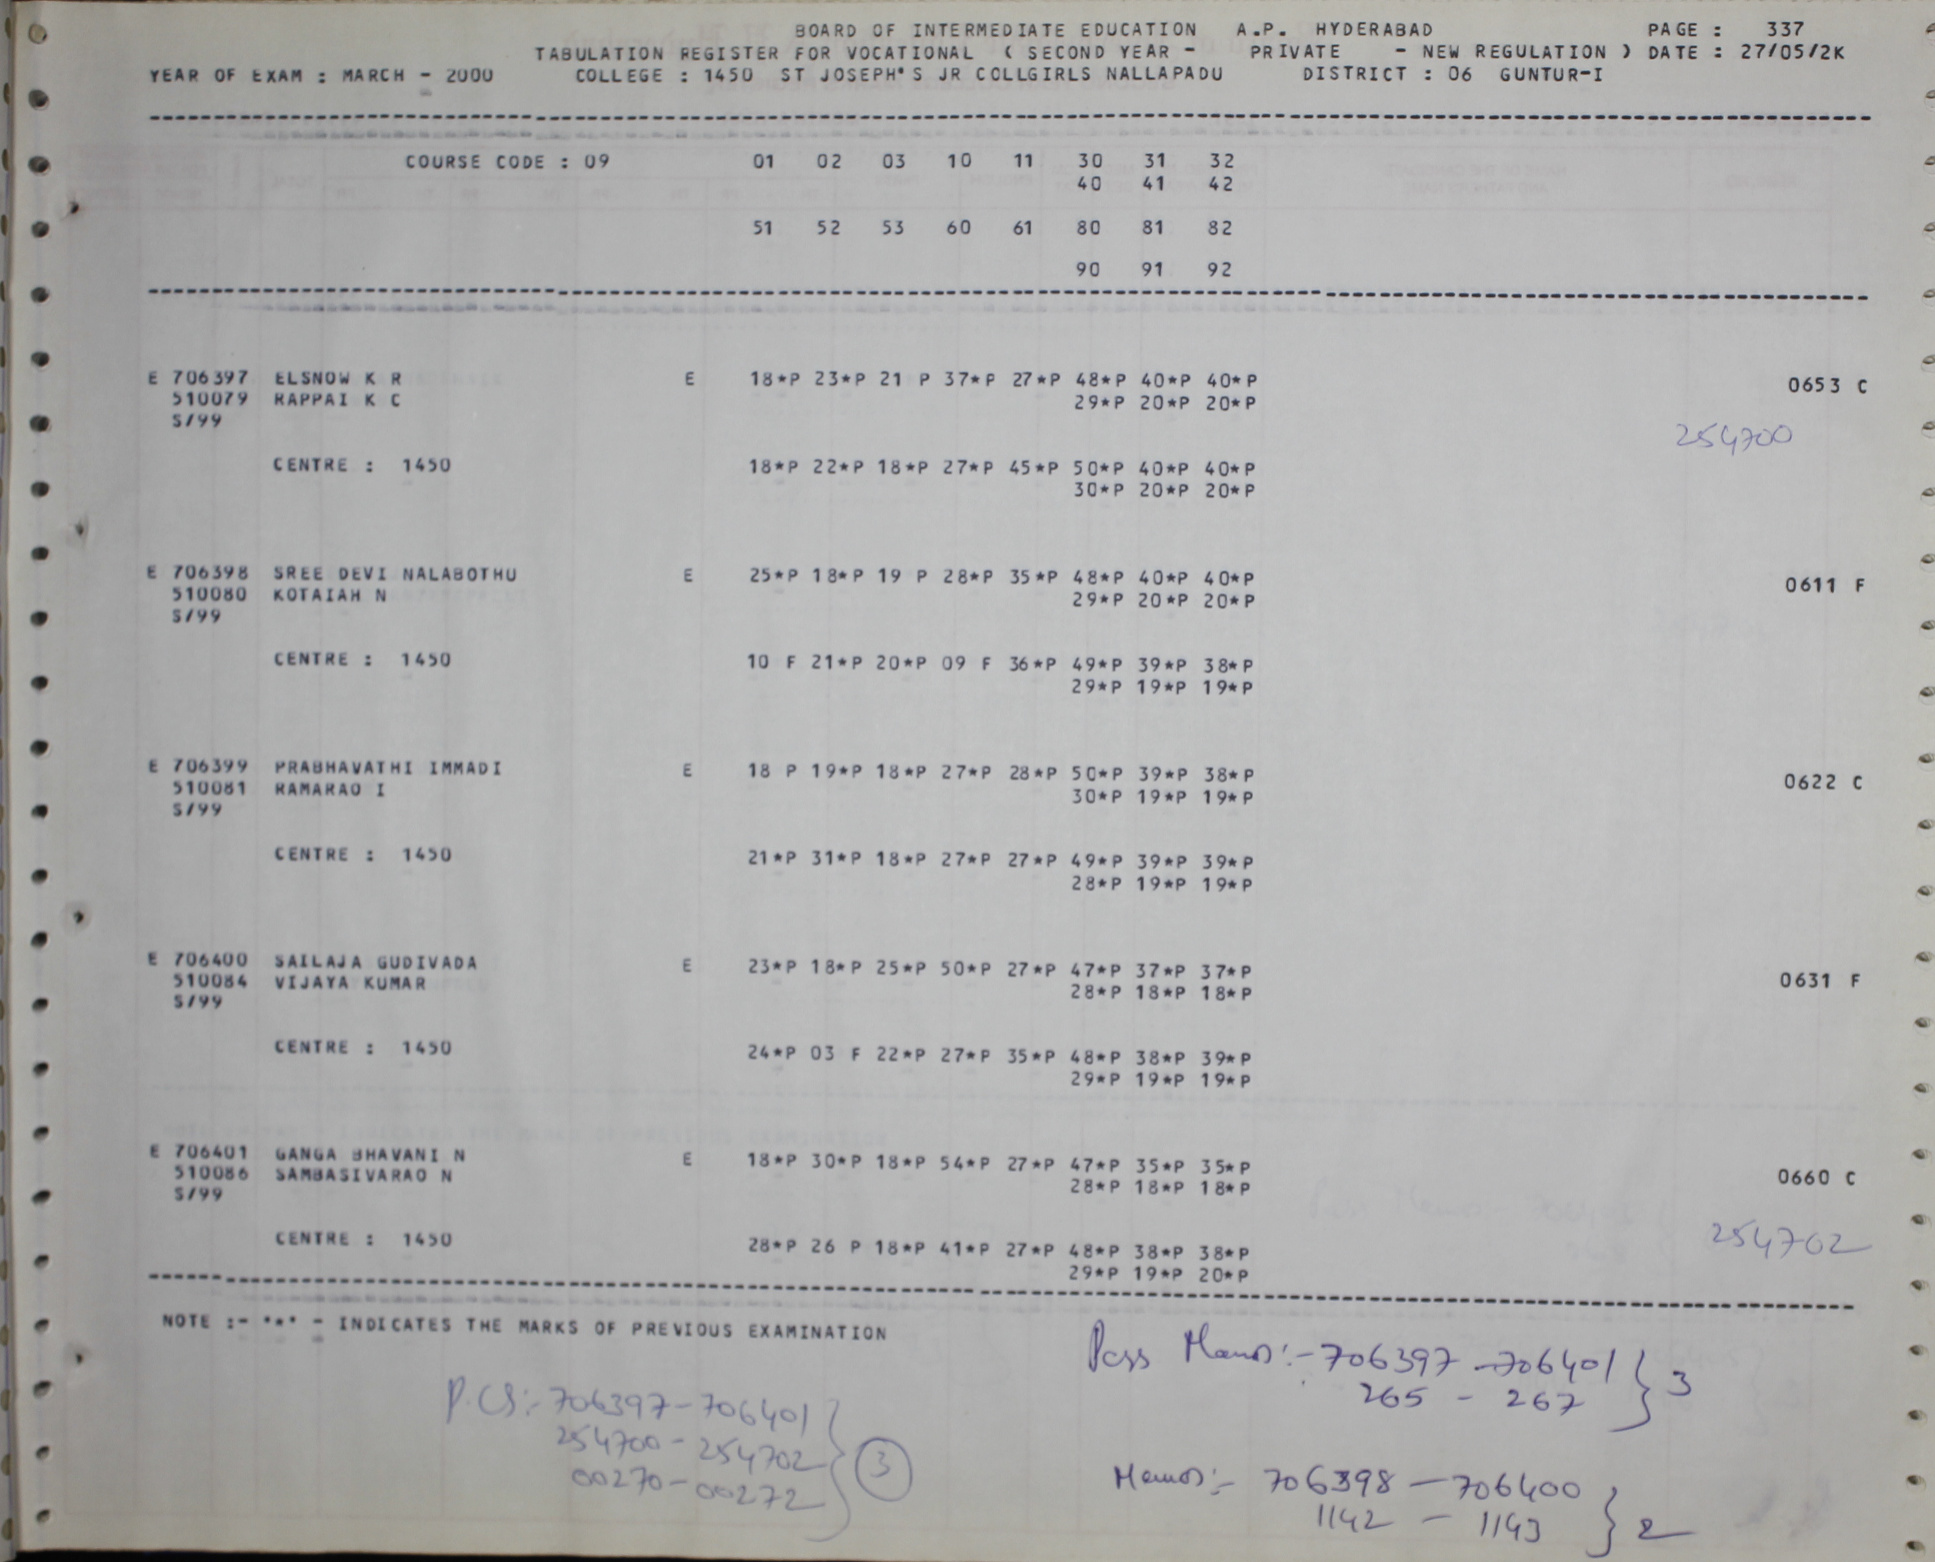 BOARD OF INTERMEDIATE EDUCATION A.P. HYDERABAD PAGE : 337
TABULATION REGISTER FOR VOCATIONAL ( SECOND YEAR - PRIVATE - NEW REGULATION ) DATE : 27/05/2K
YEAR OF EXAM : MARCH - 2000 COLLEGE : 1450 ST JOSEPH'S JR COLLGIRLS NALLAPADU DISTRICT : 06 GUNTUR-I
COURSE CODE : 09 01 02 03 10 11 30 31 32
40 41 42
51 52 53 60 61 80 81 82
90 91 92
E 706397 ELSNOW K R E 18*P 23*P 21 P 37*P 27*P 48*P 40*P 40*P 0653 C
510079 RAPPAI K C 29*P 20*P 20*P
S/99
254700
CENTRE : 1450 18*P 22*P 18*P 27*P 45*P 50*P 40*P 40*P
30*P 20*P 20*P
E 706398 SREE DEVI NALABOTHU E 25*P 18*P 19 P 28*P 35*P 48*P 40*P 40*P 0611 F
510080 KOTAIAH N 29*P 20*P 20*P
S/99
CENTRE : 1450 10 F 21*P 20*P 09 F 36*P 49*P 39*P 38*P
29*P 19*P 19*P
E 706399 PRABHAVATHI IMMADI E 18 P 19*P 18*P 27*P 28*P 50*P 39*P 38*P 0622 C
510081 RAMARAO I 30*P 19*P 19*P
S/99
CENTRE : 1450 21*P 31*P 18*P 27*P 27*P 49*P 39*P 39*P
28*P 19*P 19*P
E 706400 SAILAJA GUDIVADA E 23*P 18*P 25*P 50*P 27*P 47*P 37*P 37*P 0631 F
510084 VIJAYA KUMAR 28*P 18*P 18*P
S/99
CENTRE : 1450 24*P 03 F 22*P 27*P 35*P 48*P 38*P 39*P
29*P 19*P 19*P
E 706401 GANGA BHAVANI N E 18*P 30*P 18*P 54*P 27*P 47*P 35*P 35*P 0660 C
510086 SAMBASIVARAO N 28*P 18*P 18*P
S/99
254702
CENTRE : 1450 28*P 26 P 18*P 41*P 27*P 48*P 38*P 38*P
29*P 19*P 20*P
NOTE :- '*' - INDICATES THE MARKS OF PREVIOUS EXAMINATION
Pass Memos:- 706397 - 706401
265 - 267 } 3
P.Cs:- 706397 - 706401
254700 - 254702
00270 - 00272 } 3
Memos:- 706398 - 706400
1142 - 1143 } 2